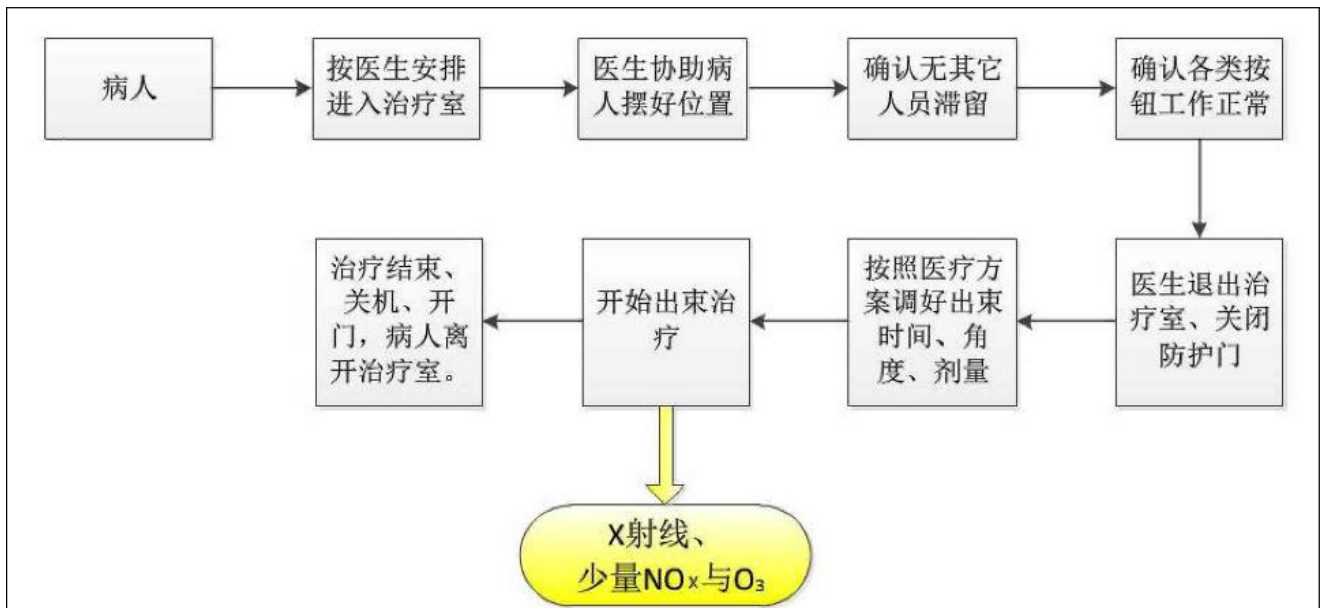 病人
按医生安排
进入治疗室
医生协助病
人摆好位置
确认无其它
人员滞留
确认各类按
钮工作正常
医生退出治
疗室、关闭
防护门
按照医疗方
案调好出束
时间、角
度、剂量
开始出束治
疗
治疗结束、
关机、开
门，病人离
开治疗室。
X射线、
少量NOx与O₃